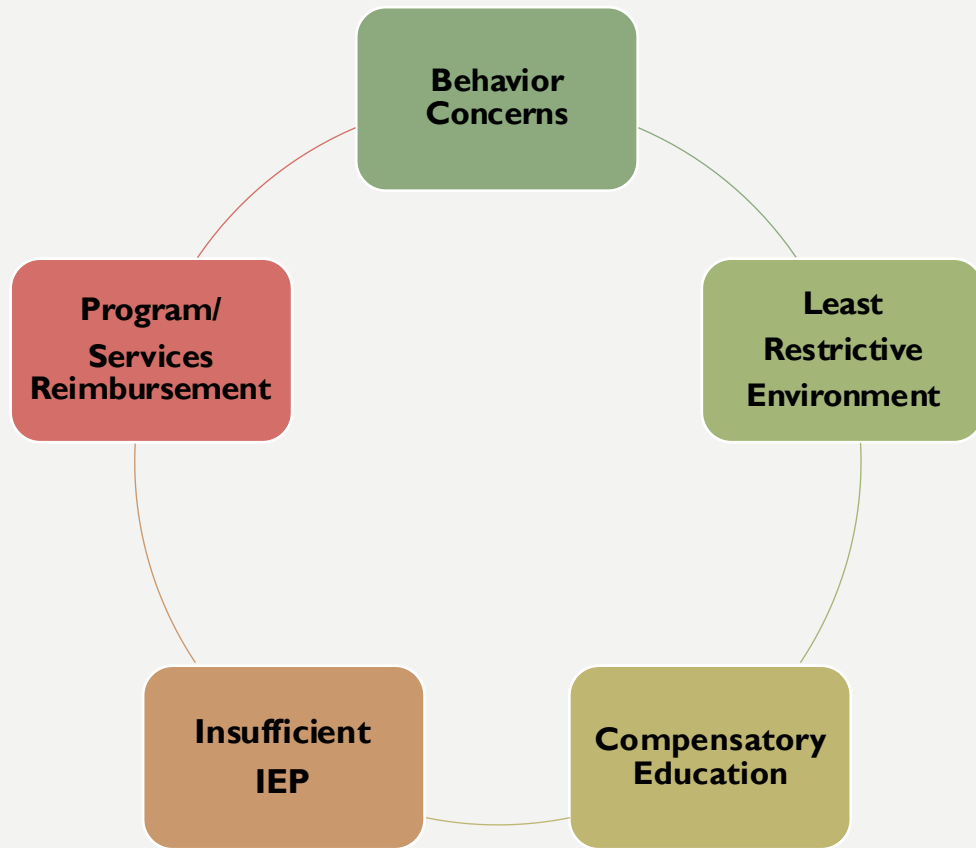 Behavior
Concerns
Least
Restrictive
Environment
Compensatory
Education
Insufficient
IEP
Program/
Services
Reimbursement